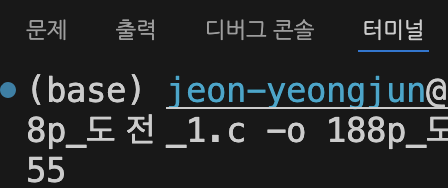 문제 출력 디버그 콘솔 터미널
(base) jeon-yeongjun@
8p_도 전 _1.c -o 188p_도
55